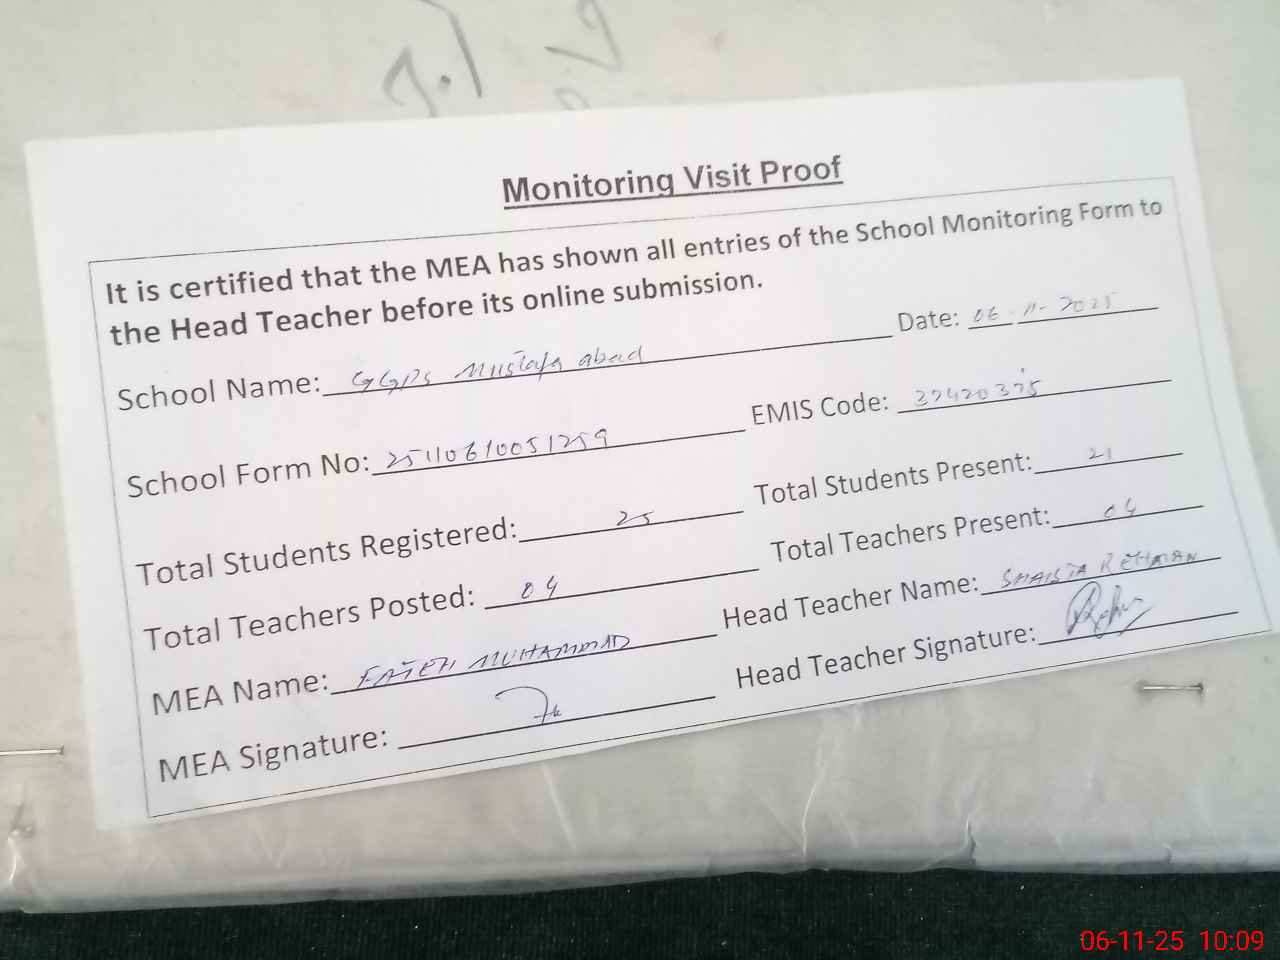 Monitoring Visit Proof
It is certified that the MEA has shown all entries of the School Monitoring Form to
the Head Teacher before its online submission.
School Name: GGPS Mustafa abad Date: 06-11-2025
School Form No: 25110610051259 EMIS Code: 37420375
Total Students Registered: 25 Total Students Present: 21
Total Teachers Posted: 04 Total Teachers Present: 04
MEA Name: FATEH MUHAMMAD Head Teacher Name: SHAISTA REHMAN
MEA Signature: Head Teacher Signature:
06-11-25 10:09